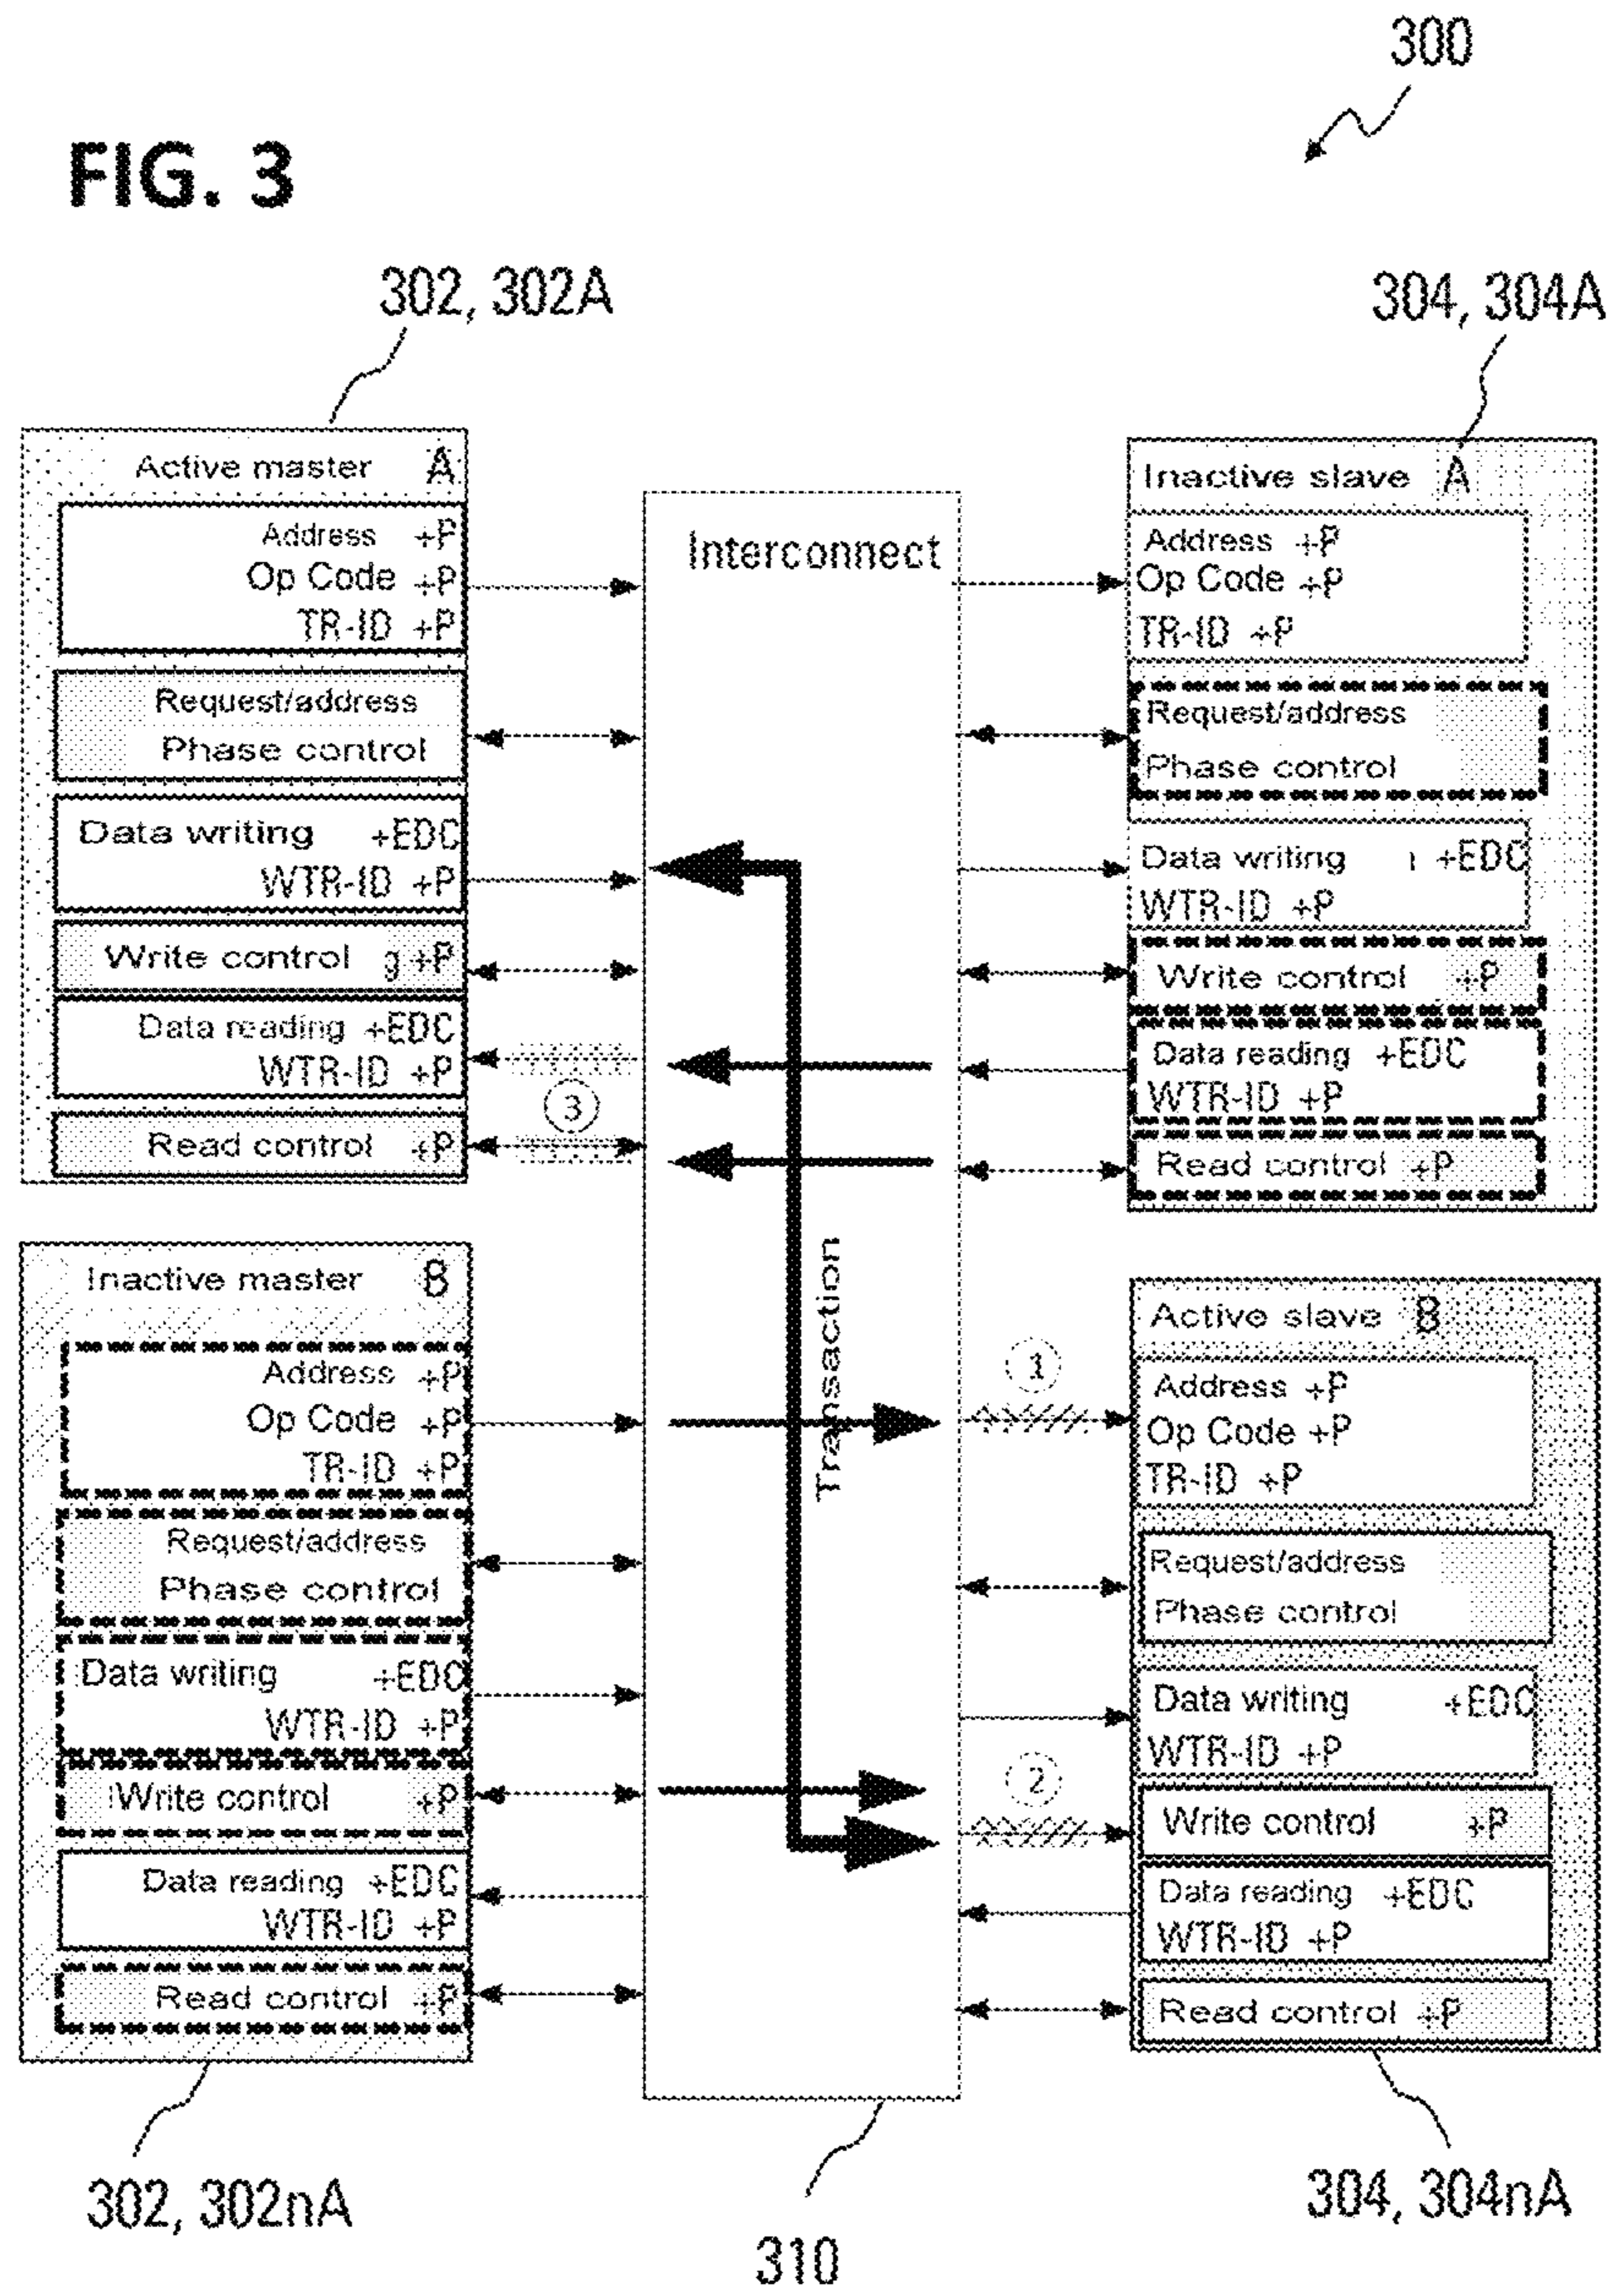 300
FIG. 3
302, 302A
304, 304A
Active master A
Address +P
Op Code +P
TR-ID +P
Request/address
Phase control
Data writing +EDC
WTR-ID +P
Write control g +P
Data reading +EDC
WTR-ID +P
Read control +P
3
Inactive master B
Address +P
Op Code +P
TR-ID +P
Request/address
Phase control
Data writing +EDC
WTR-ID +P
Write control +P
Data reading +EDC
WTR-ID +P
Read control +P
302, 302nA
Interconnect
Transaction
310
Inactive slave A
Address +P
Op Code +P
TR-ID +P
Request/address
Phase control
Data writing +EDC
WTR-ID +P
Write control +P
Data reading +EDC
WTR-ID +P
Read control +P
1
2
Active slave B
Address +P
Op Code +P
TR-ID +P
Request/address
Phase control
Data writing +EDC
WTR-ID +P
Write control +P
Data reading +EDC
WTR-ID +P
Read control +P
304, 304nA